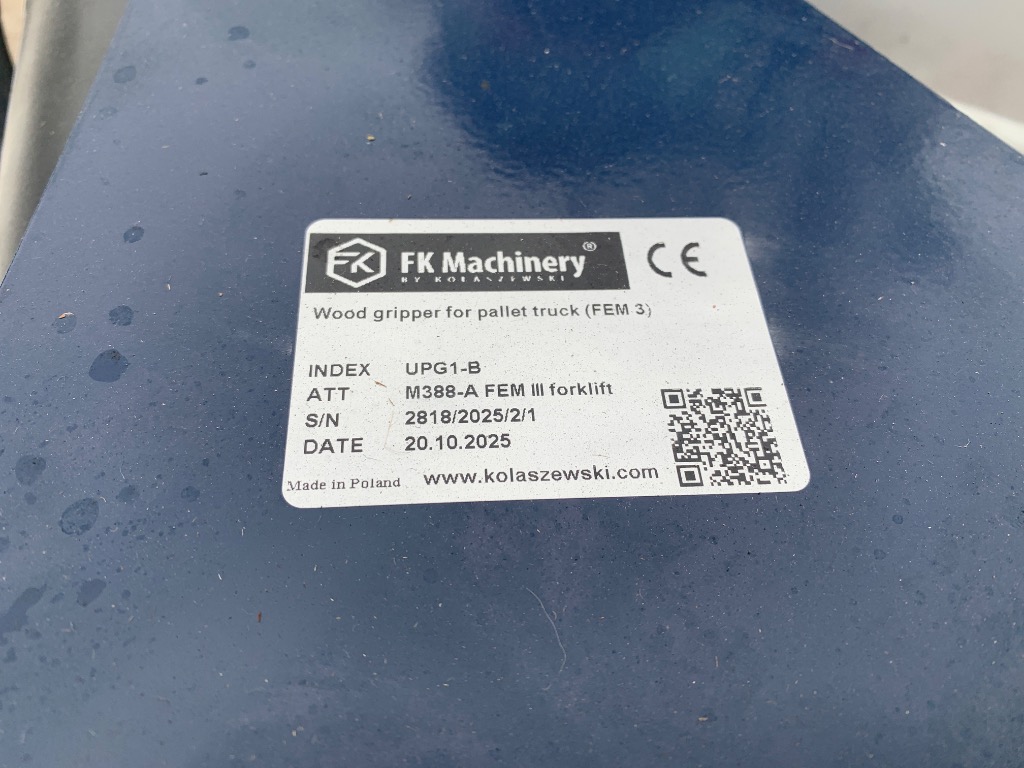 FK FK Machinery®
BY KOLASZEWSKI
CE
Wood gripper for pallet truck (FEM 3)
INDEX UPG1-B
ATT M388-A FEM III forklift
S/N 2818/2025/2/1
DATE 20.10.2025
Made in Poland www.kolaszewski.com